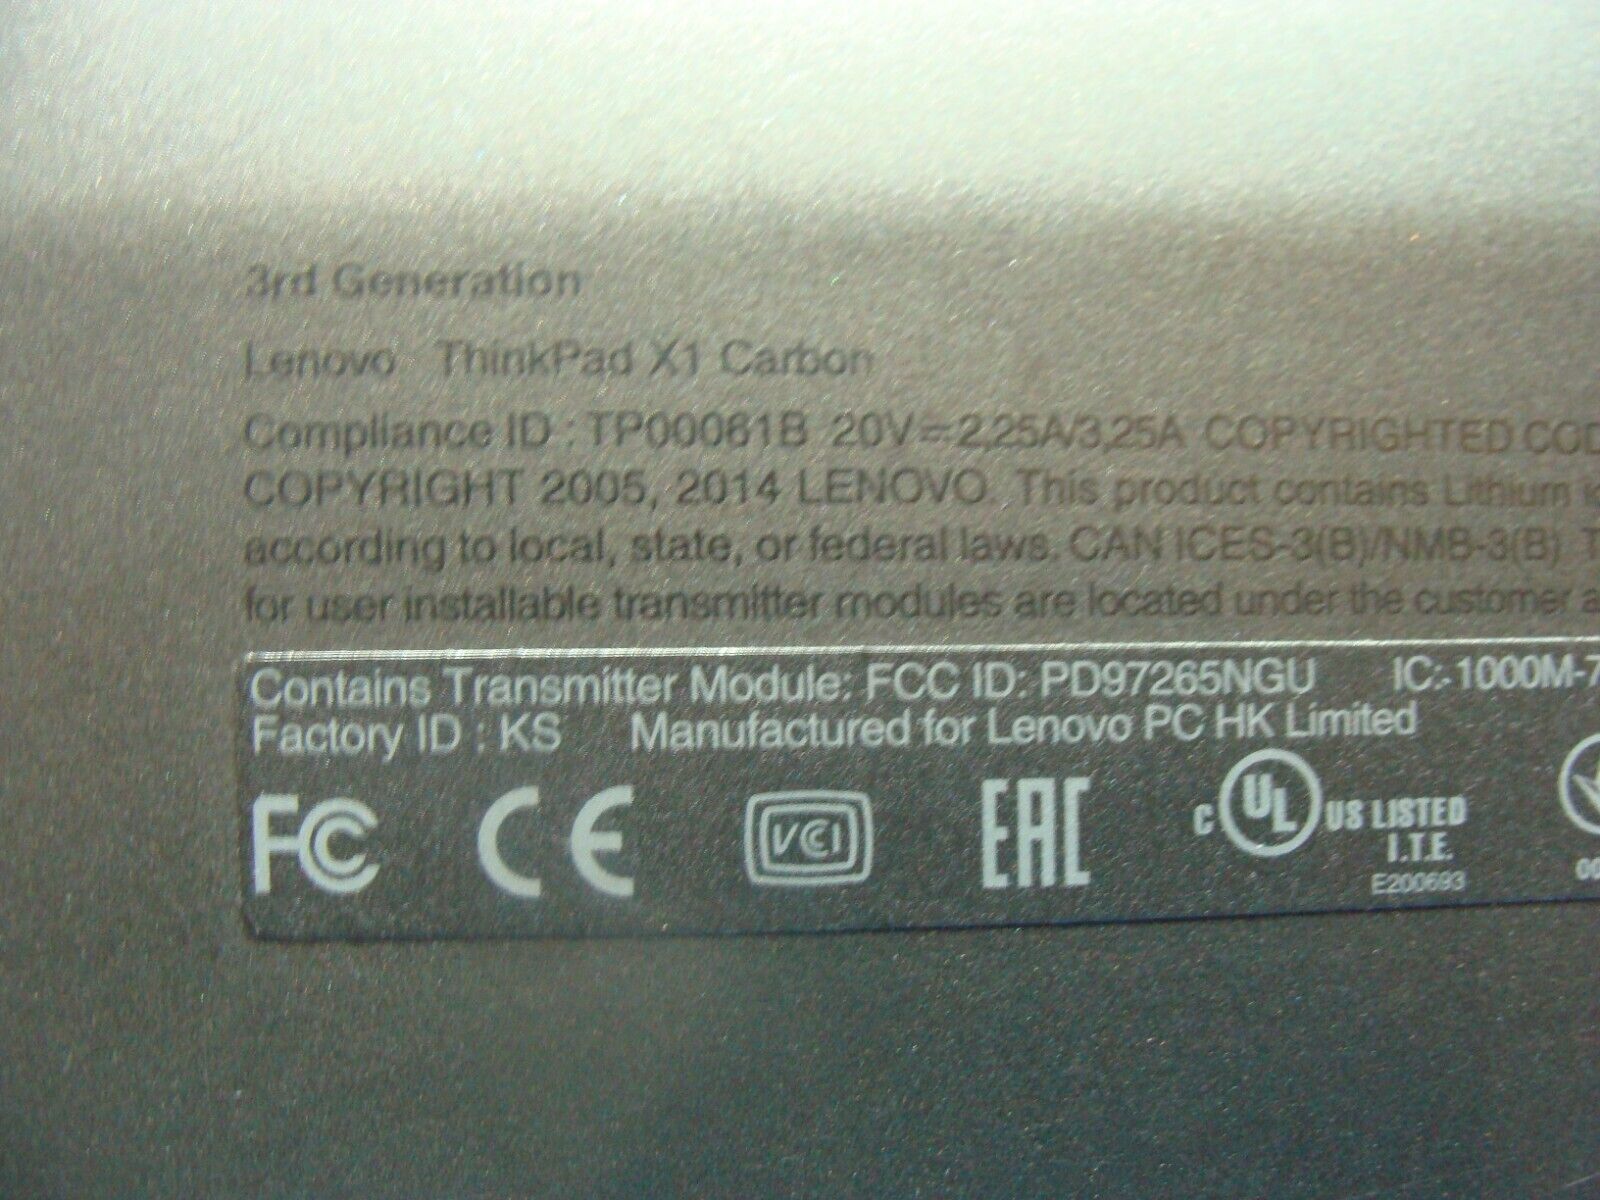 3rd Generation
Lenovo ThinkPad X1 Carbon
Compliance ID : TP00061B 20V⎓2,25A/3,25A COPYRIGHTED COD
COPYRIGHT 2005, 2014 LENOVO. This product contains Lithium i
according to local, state, or federal laws. CAN ICES-3(B)/NMB-3(B) T
for user installable transmitter modules are located under the customer a
Contains Transmitter Module: FCC ID: PD97265NGU IC: 1000M-7
Factory ID : KS Manufactured for Lenovo PC HK Limited
FC CE VCI EAC c UL US LISTED
I.T.E.
E200693 00